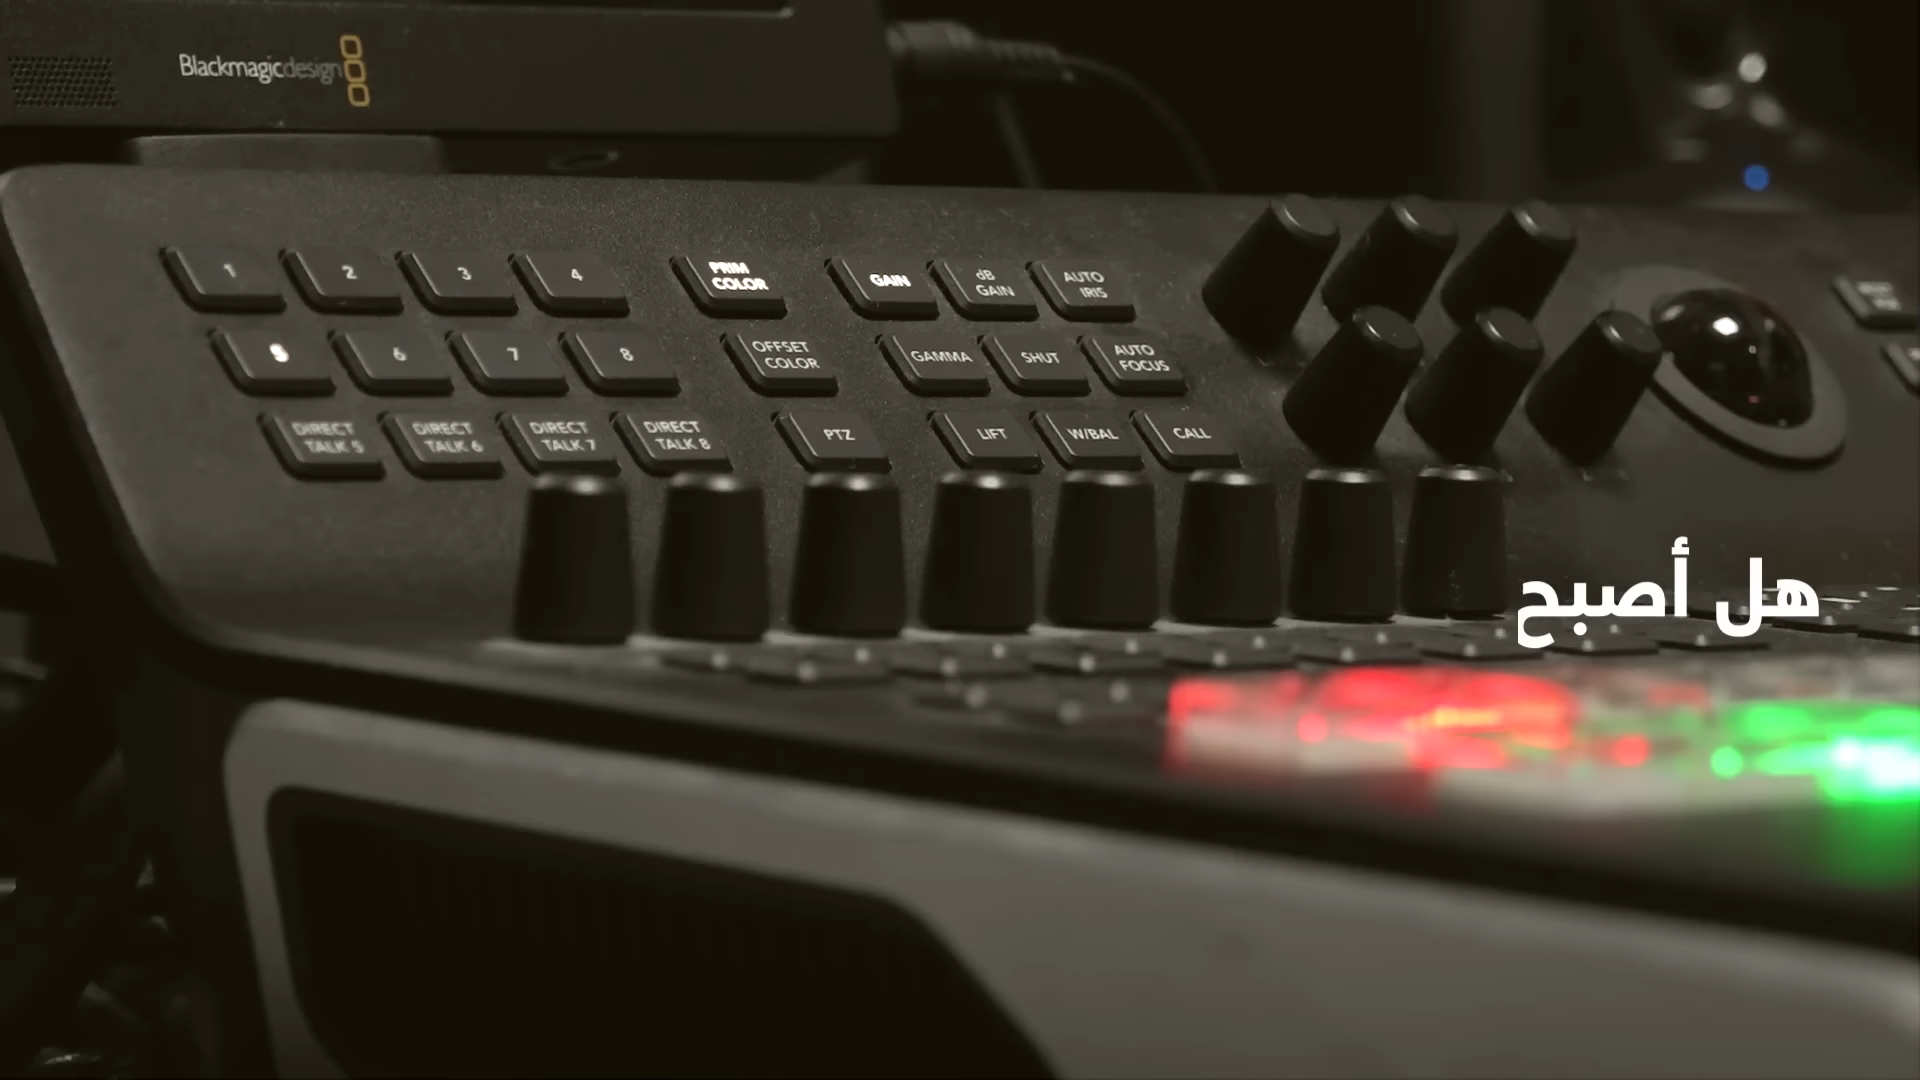 Blackmagicdesign
1 2 3 4
PRIM COLOR
GAIN
dB GAIN
AUTO IRIS
5 6 7 8
OFFSET COLOR
GAMMA
SHUT
AUTO FOCUS
DIRECT TALK 5
DIRECT TALK 6
DIRECT TALK 7
DIRECT TALK 8
PTZ
LIFT
W/BAL
CALL
هل أصبح